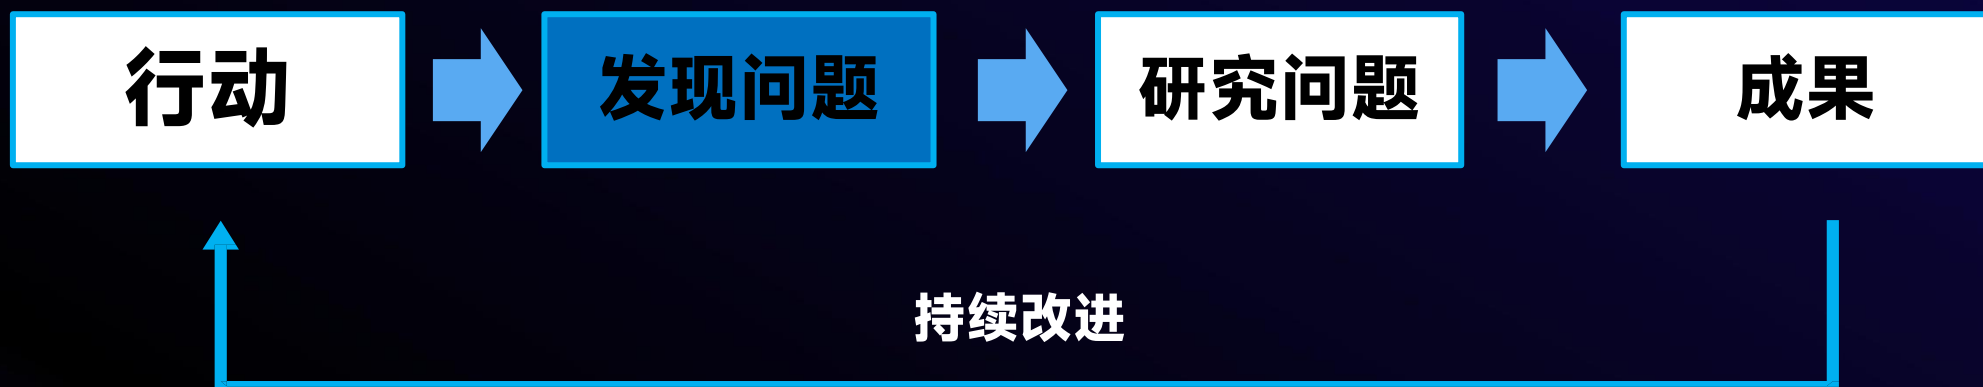 行动
发现问题
研究问题
成果
持续改进